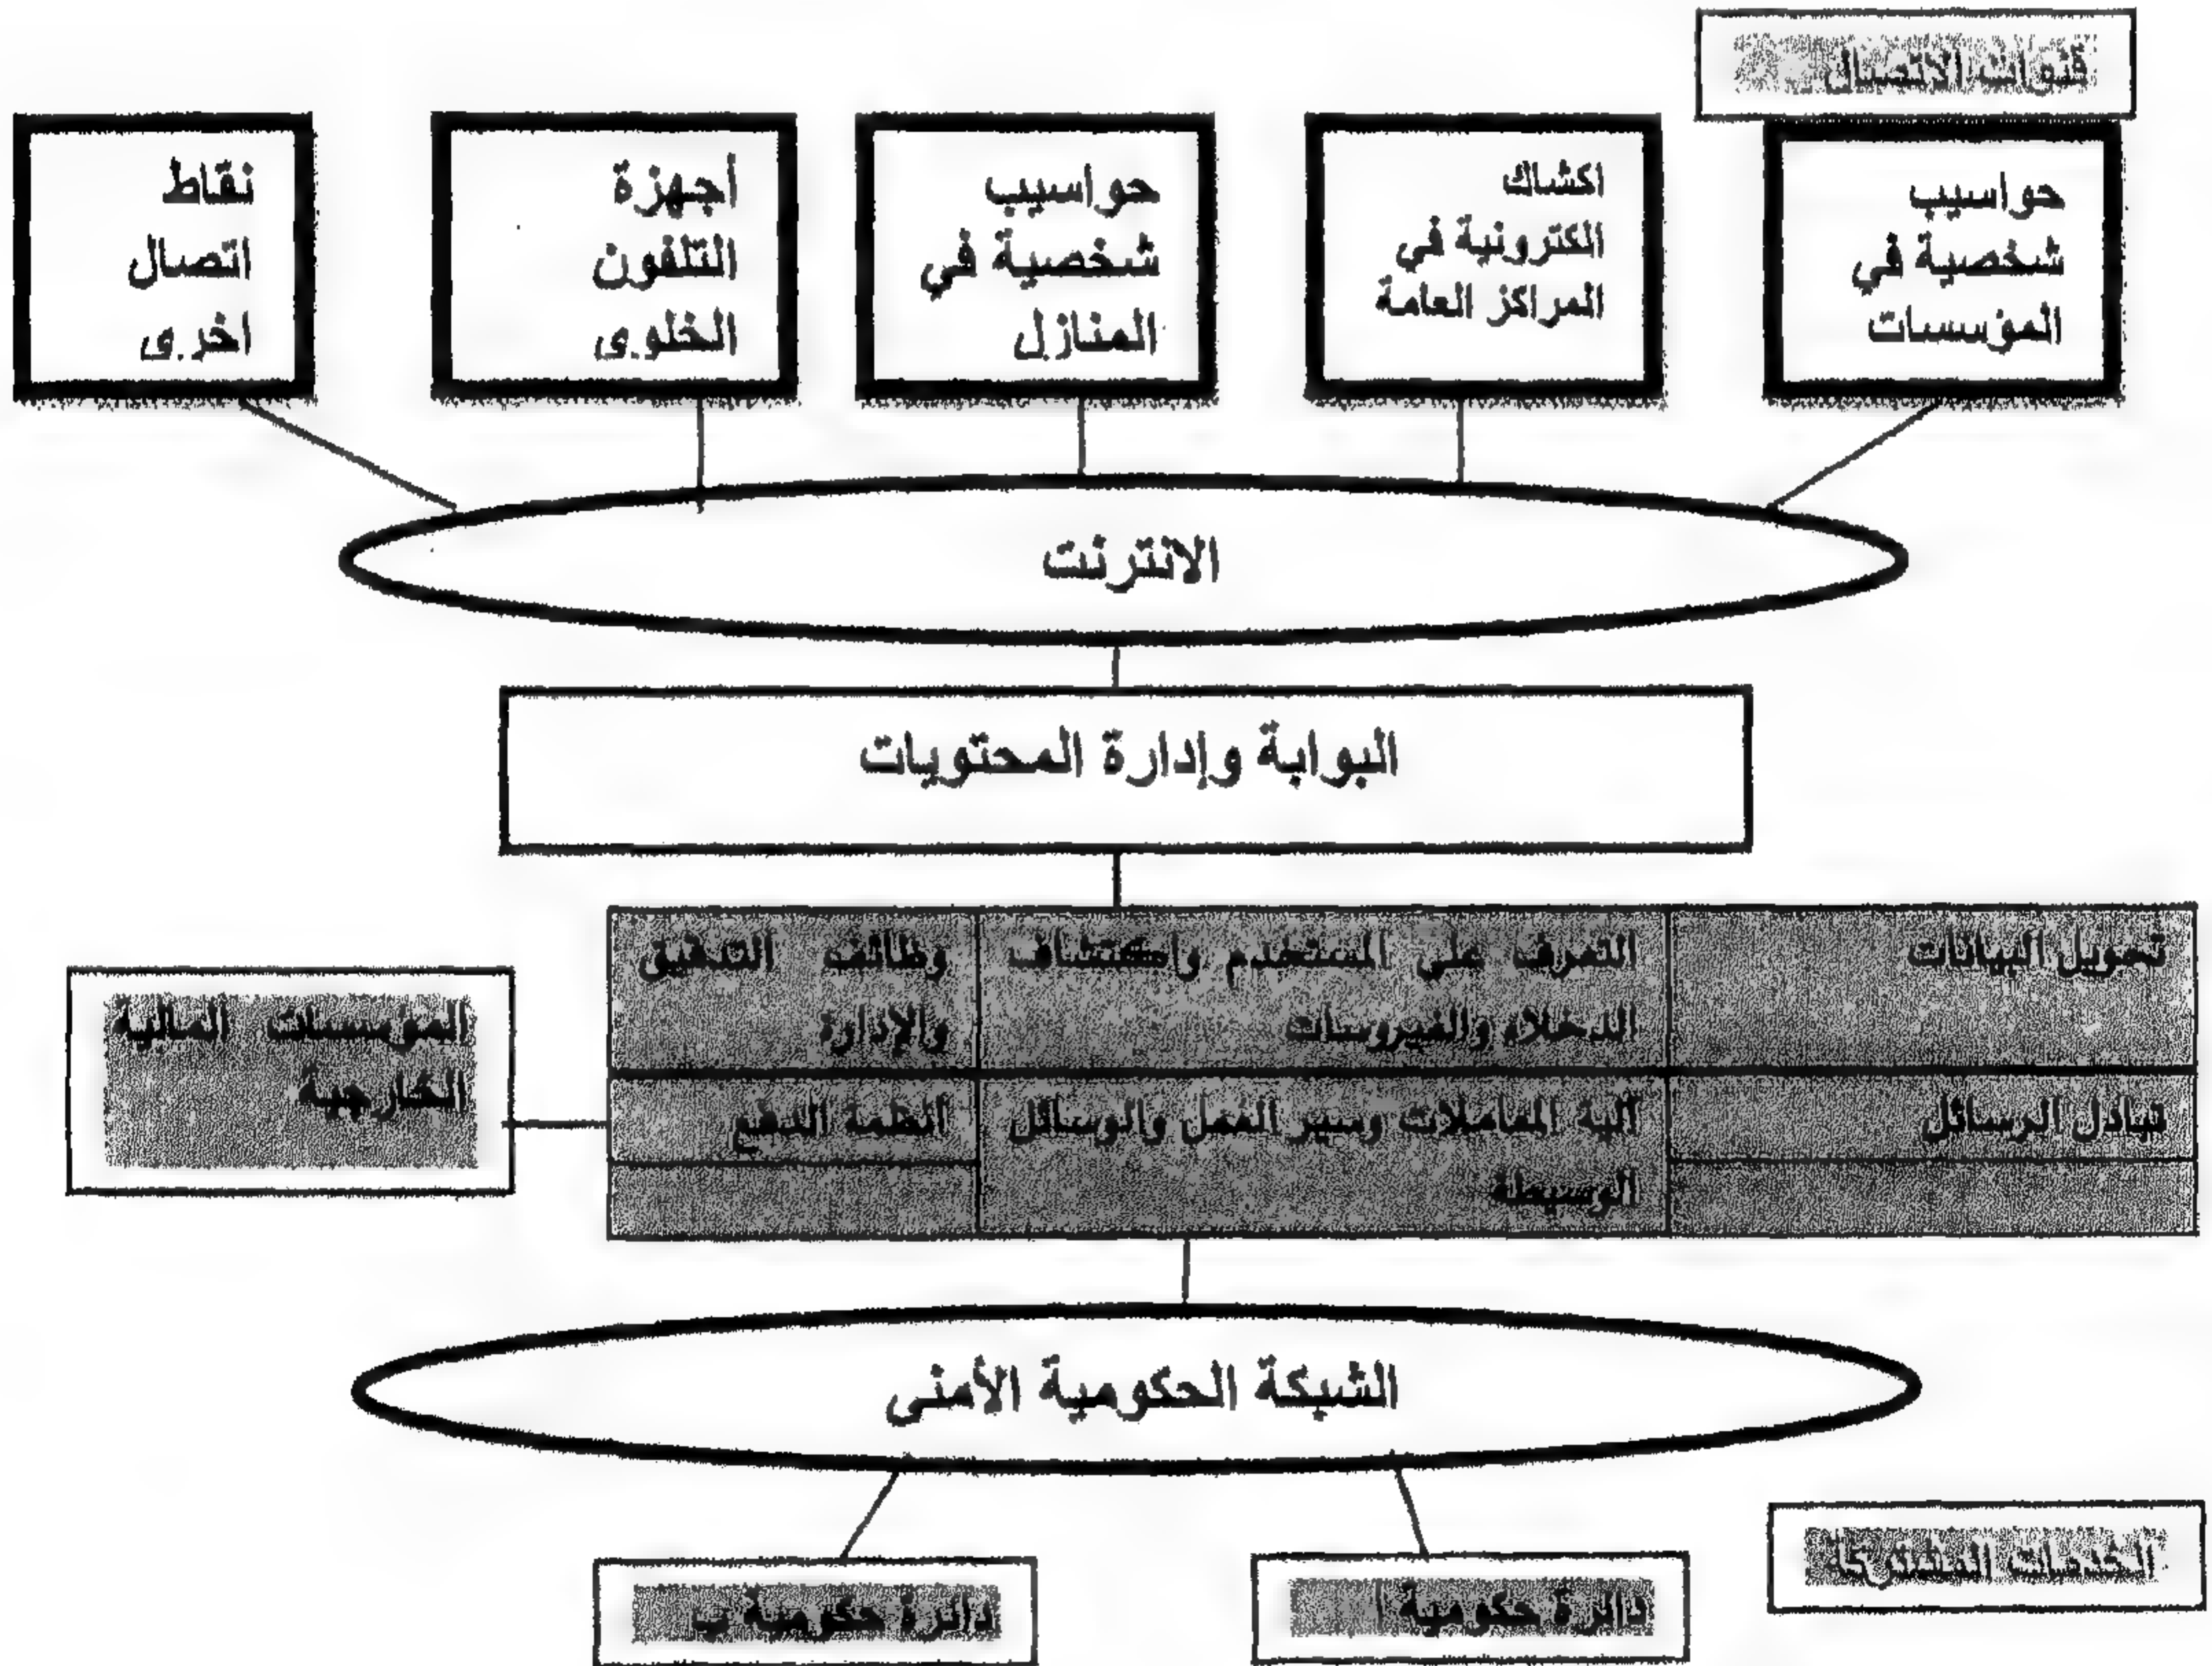 قنوات الاتصال
حواسيب
شخصية في
المؤسسات
اكشاك
الكترونية في
المراكز العامة
حواسيب
شخصية في
المنازل
أجهزة
التلفون
الخلوى
نقاط
اتصال
اخرى
الانترنت
البوابة وإدارة المحتويات
تحويل البيانات
التعرف على المستخدم واكتشاف
الدخلاء والفيروسات
وظائف التدقيق
والإدارة
تبادل الرسائل
آلية المعاملات وسير العمل والوسائل
الوسيطة
انظمة الدفع
المؤسسات المالية
الخارجية
الشبكة الحكومية الأمنى
الخدمات المشتركة
دائرة حكومية ا
دائرة حكومية ب